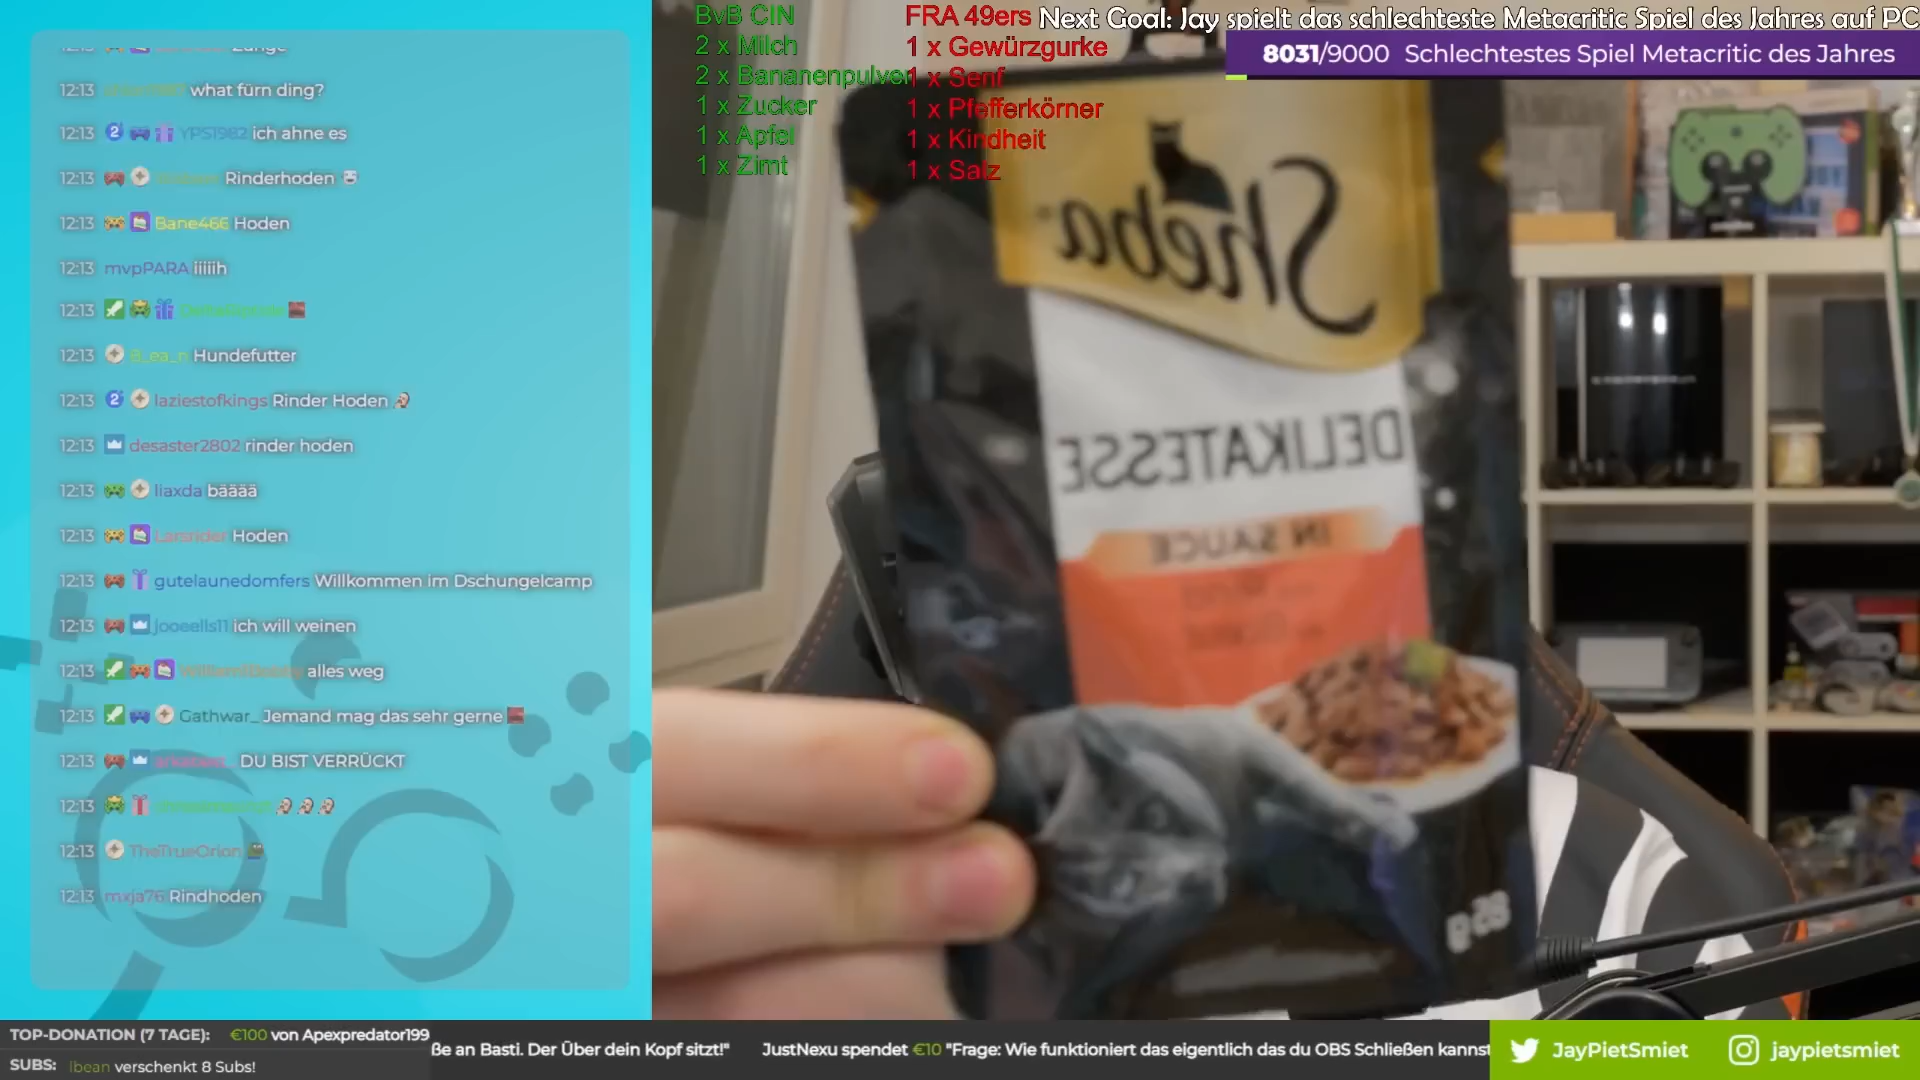 12:13 what fürn ding?
12:13 YPS1982 ich ahne es
12:13 Rinderhoden
12:13 Bane466 Hoden
12:13 mvpPARA iiiiih
12:13
12:13 B_ea_n Hundefutter
12:13 laziestofkings Rinder Hoden
12:13 desaster2802 rinder hoden
12:13 liaxda bääää
12:13 Hoden
12:13 gutelaunedomfers Willkommen im Dschungelcamp
12:13 jooeells11 ich will weinen
12:13 alles weg
12:13 Gathwar_ Jemand mag das sehr gerne
12:13 DU BIST VERRÜCKT
12:13
12:13 TheTrueOrion
12:13 mxja76 Rindhoden
BvB CIN
2 x Milch
2 x Bananenpulver
1 x Zucker
1 x Apfel
1 x Zimt
FRA 49ers
1 x Gewürzgurke
1 x Senf
1 x Pfefferkörner
1 x Kindheit
1 x Salz
Next Goal: Jay spielt das schlechteste Metacritic Spiel des Jahres auf PC
8031/9000 Schlechtestes Spiel Metacritic des Jahres
Sheba
DELIKATESSE
IN SAUCE
85g
TOP-DONATION (7 TAGE): €100 von Apexpredator199
SUBS: lbean verschenkt 8 Subs!
ße an Basti. Der Über dein Kopf sitzt!" JustNexu spendet €10 "Frage: Wie funktioniert das eigentlich das du OBS Schließen kannst
JayPietSmiet jaypietsmiet